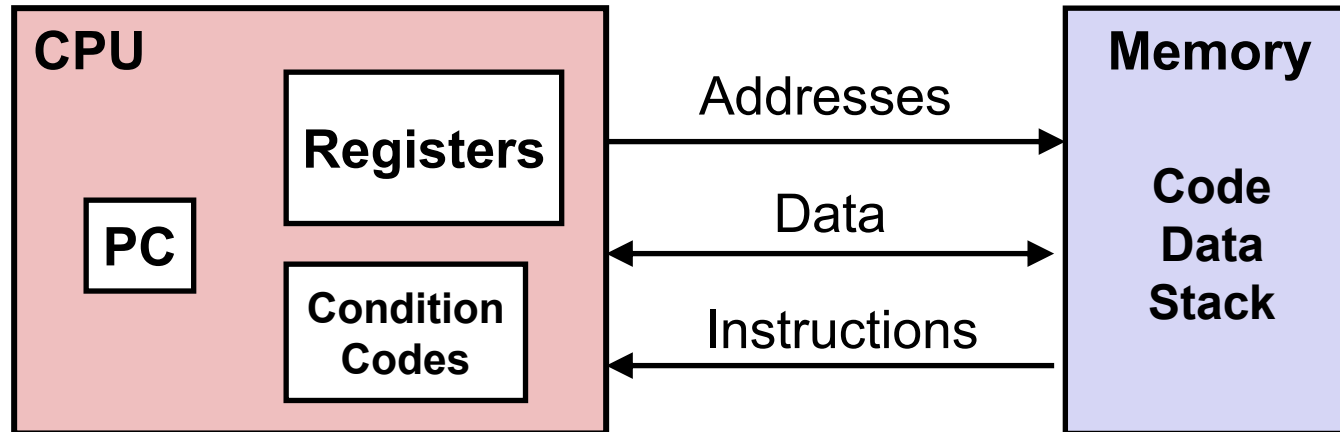 CPU
Registers
PC
Condition
Codes
Addresses
Data
Instructions
Memory
Code
Data
Stack